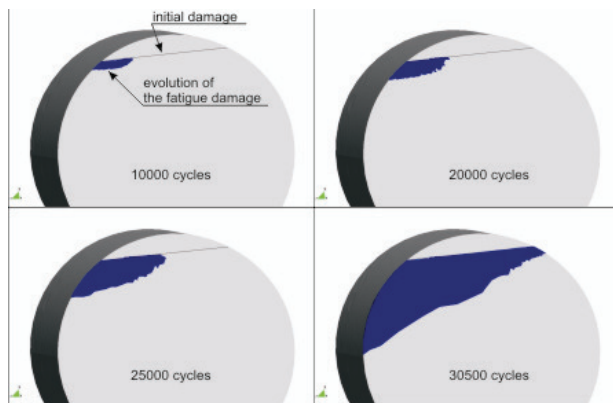 initial damage
evolution of
the fatigue damage
10000 cycles
20000 cycles
25000 cycles
30500 cycles